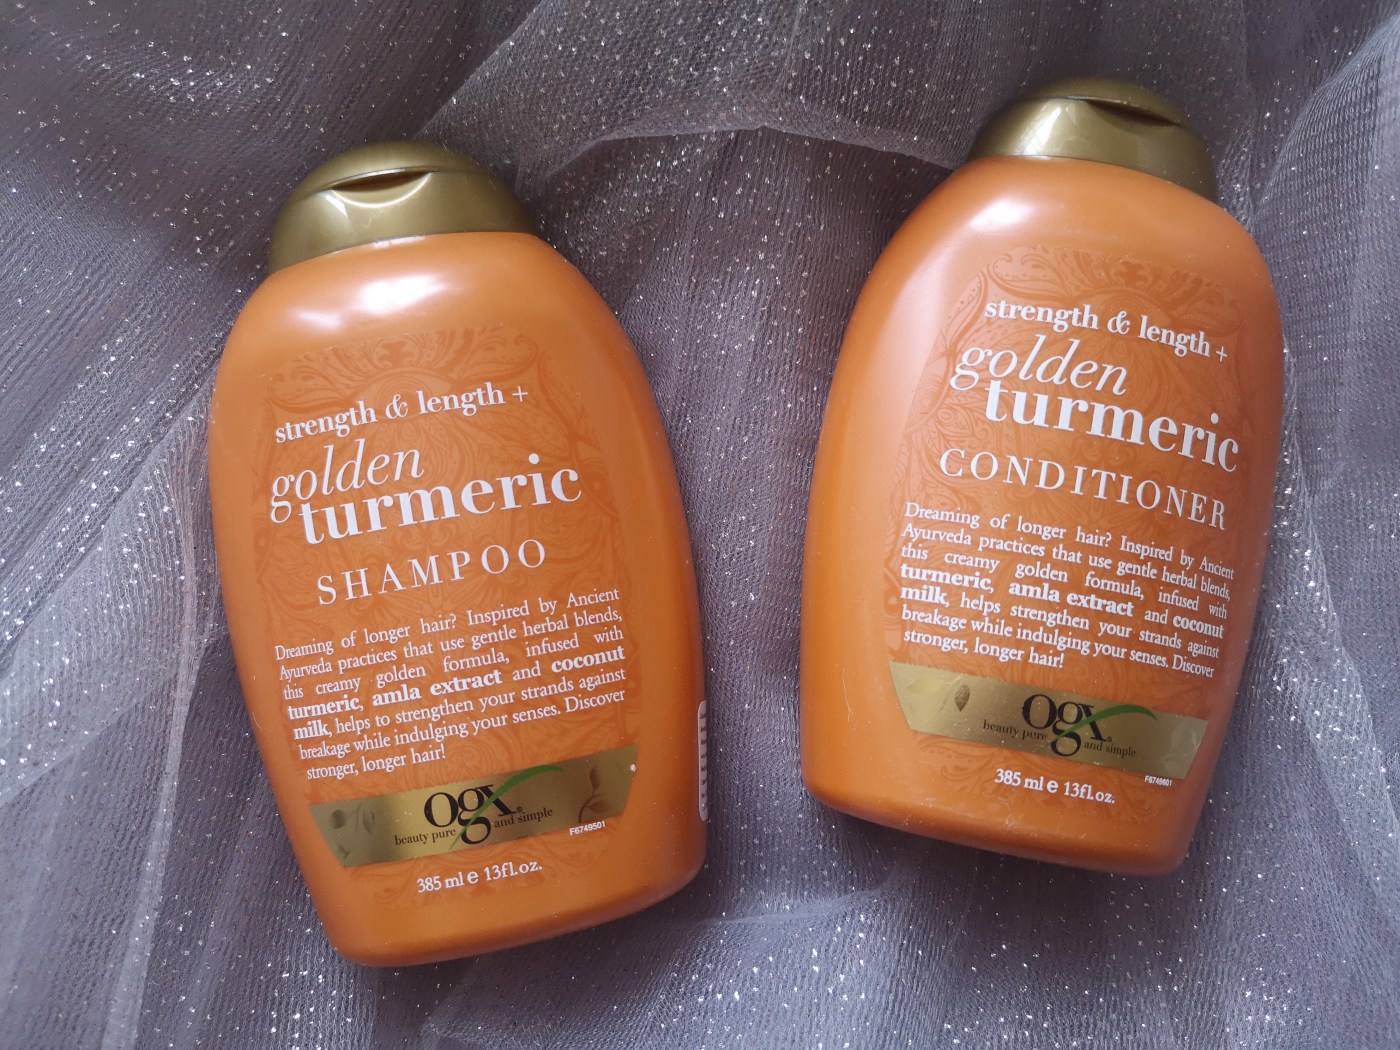 strength & length +
golden
turmeric
SHAMPOO
Dreaming of longer hair? Inspired by Ancient
Ayurveda practices that use gentle herbal blends,
this creamy golden formula, infused with
turmeric, amla extract and coconut
milk, helps to strengthen your strands against
breakage while indulging your senses. Discover
stronger, longer hair!
ogx®
beauty pure and simple
F6749501
385 ml e 13fl.oz.
strength & length +
golden
turmeric
CONDITIONER
Dreaming of longer hair? Inspired by Ancient
Ayurveda practices that use gentle herbal blends,
this creamy golden formula, infused with
turmeric, amla extract and coconut
milk, helps strengthen your strands against
breakage while indulging your senses. Discover
stronger, longer hair!
ogx®
beauty pure and simple
F6749601
385 ml e 13fl.oz.